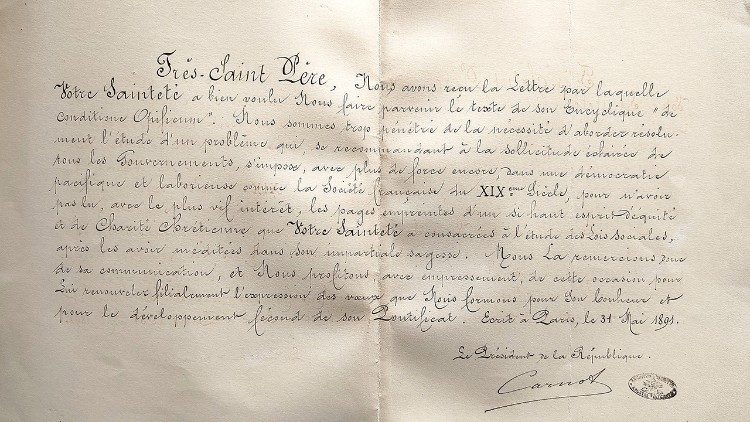 Très-Saint Père, Nous avons reçu la Lettre par laquelle
Votre Sainteté a bien voulu Nous faire parvenir le texte de son Encyclique "de
Conditione Opificum". Nous sommes trop pénétré de la nécessité d'aborder résolu-
ment l'étude d'un problème qui, se recommandant à la sollicitude éclairée de
tous les Gouvernements, s'impose, avec plus de force encore, dans une démocratie
pacifique et laborieuse comme la Société française du XIXème Siècle, pour n'avoir
pas lu, avec le plus vif intérêt, les pages empreintes d'un si haut esprit d'équité
et de Charité Chrétienne que Votre Sainteté a consacrées à l'étude des Lois Sociales,
après les avoir méditées dans son impartiale sagesse. Nous La remercions
de sa communication, et Nous profitons, avec empressement, de cette occasion pour
Lui renouveler filialement l'expression des vœux que Nous formons pour Son bonheur et
pour le développement fécond de son Pontificat. Ecrit à Paris, le 31 Mai 1891.
Le Président de la République.
Carnot